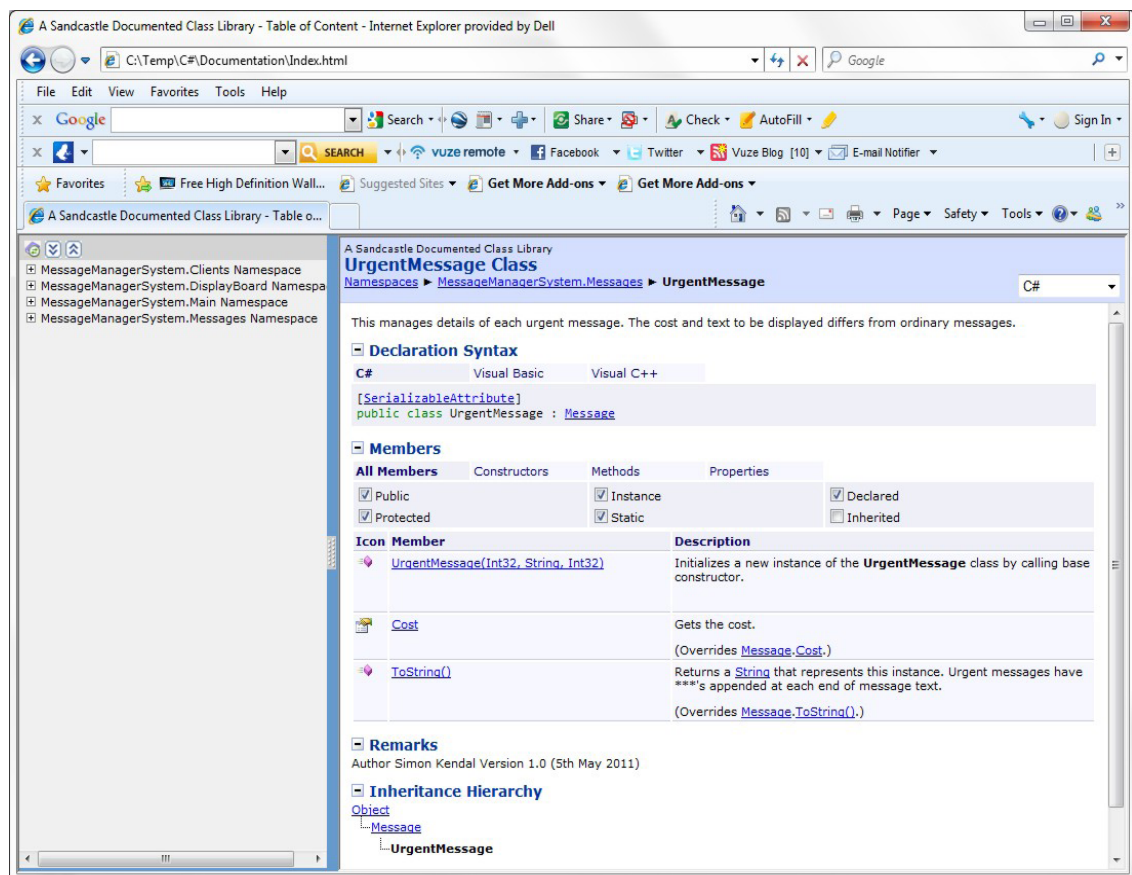 A Sandcastle Documented Class Library - Table of Content - Internet Explorer provided by Dell
C:\Temp\C#\Documentation\Index.html
Google
File Edit View Favorites Tools Help
x Google Search Share Check AutoFill Sign In
x SEARCH vuze remote Facebook Twitter Vuze Blog [10] E-mail Notifier
Favorites Free High Definition Wall... Suggested Sites Get More Add-ons Get More Add-ons
A Sandcastle Documented Class Library - Table o... Page Safety Tools
MessageManagerSystem.Clients Namespace
MessageManagerSystem.DisplayBoard Namespa
MessageManagerSystem.Main Namespace
MessageManagerSystem.Messages Namespace
A Sandcastle Documented Class Library
UrgentMessage Class
Namespaces ► MessageManagerSystem.Messages ► UrgentMessage
C#
This manages details of each urgent message. The cost and text to be displayed differs from ordinary messages.
Declaration Syntax
C# Visual Basic Visual C++
[SerializableAttribute]
public class UrgentMessage : Message
Members
All Members Constructors Methods Properties
Public Instance Declared
Protected Static Inherited
Icon Member Description
UrgentMessage(Int32, String, Int32) Initializes a new instance of the UrgentMessage class by calling base
constructor.
Cost Gets the cost.
(Overrides Message.Cost.)
ToString() Returns a String that represents this instance. Urgent messages have
***'s appended at each end of message text.
(Overrides Message.ToString().)
Remarks
Author Simon Kendal Version 1.0 (5th May 2011)
Inheritance Hierarchy
Object
Message
UrgentMessage